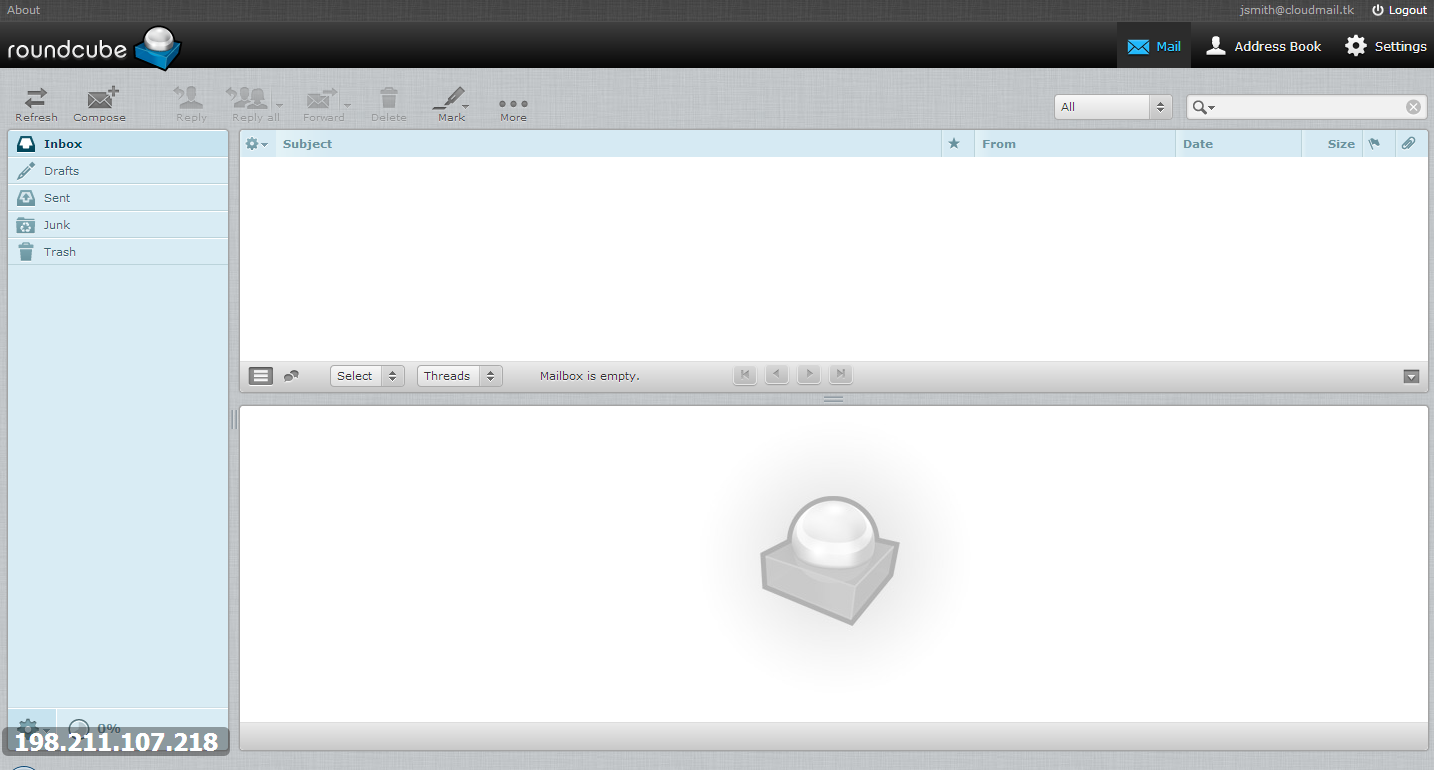 About
jsmith@cloudmail.tk Logout
roundcube
Mail Address Book Settings
Refresh Compose Reply Reply all Forward Delete Mark More
All
Inbox
Drafts
Sent
Junk
Trash
Subject From Date Size
Select Threads Mailbox is empty.
0%
198.211.107.218